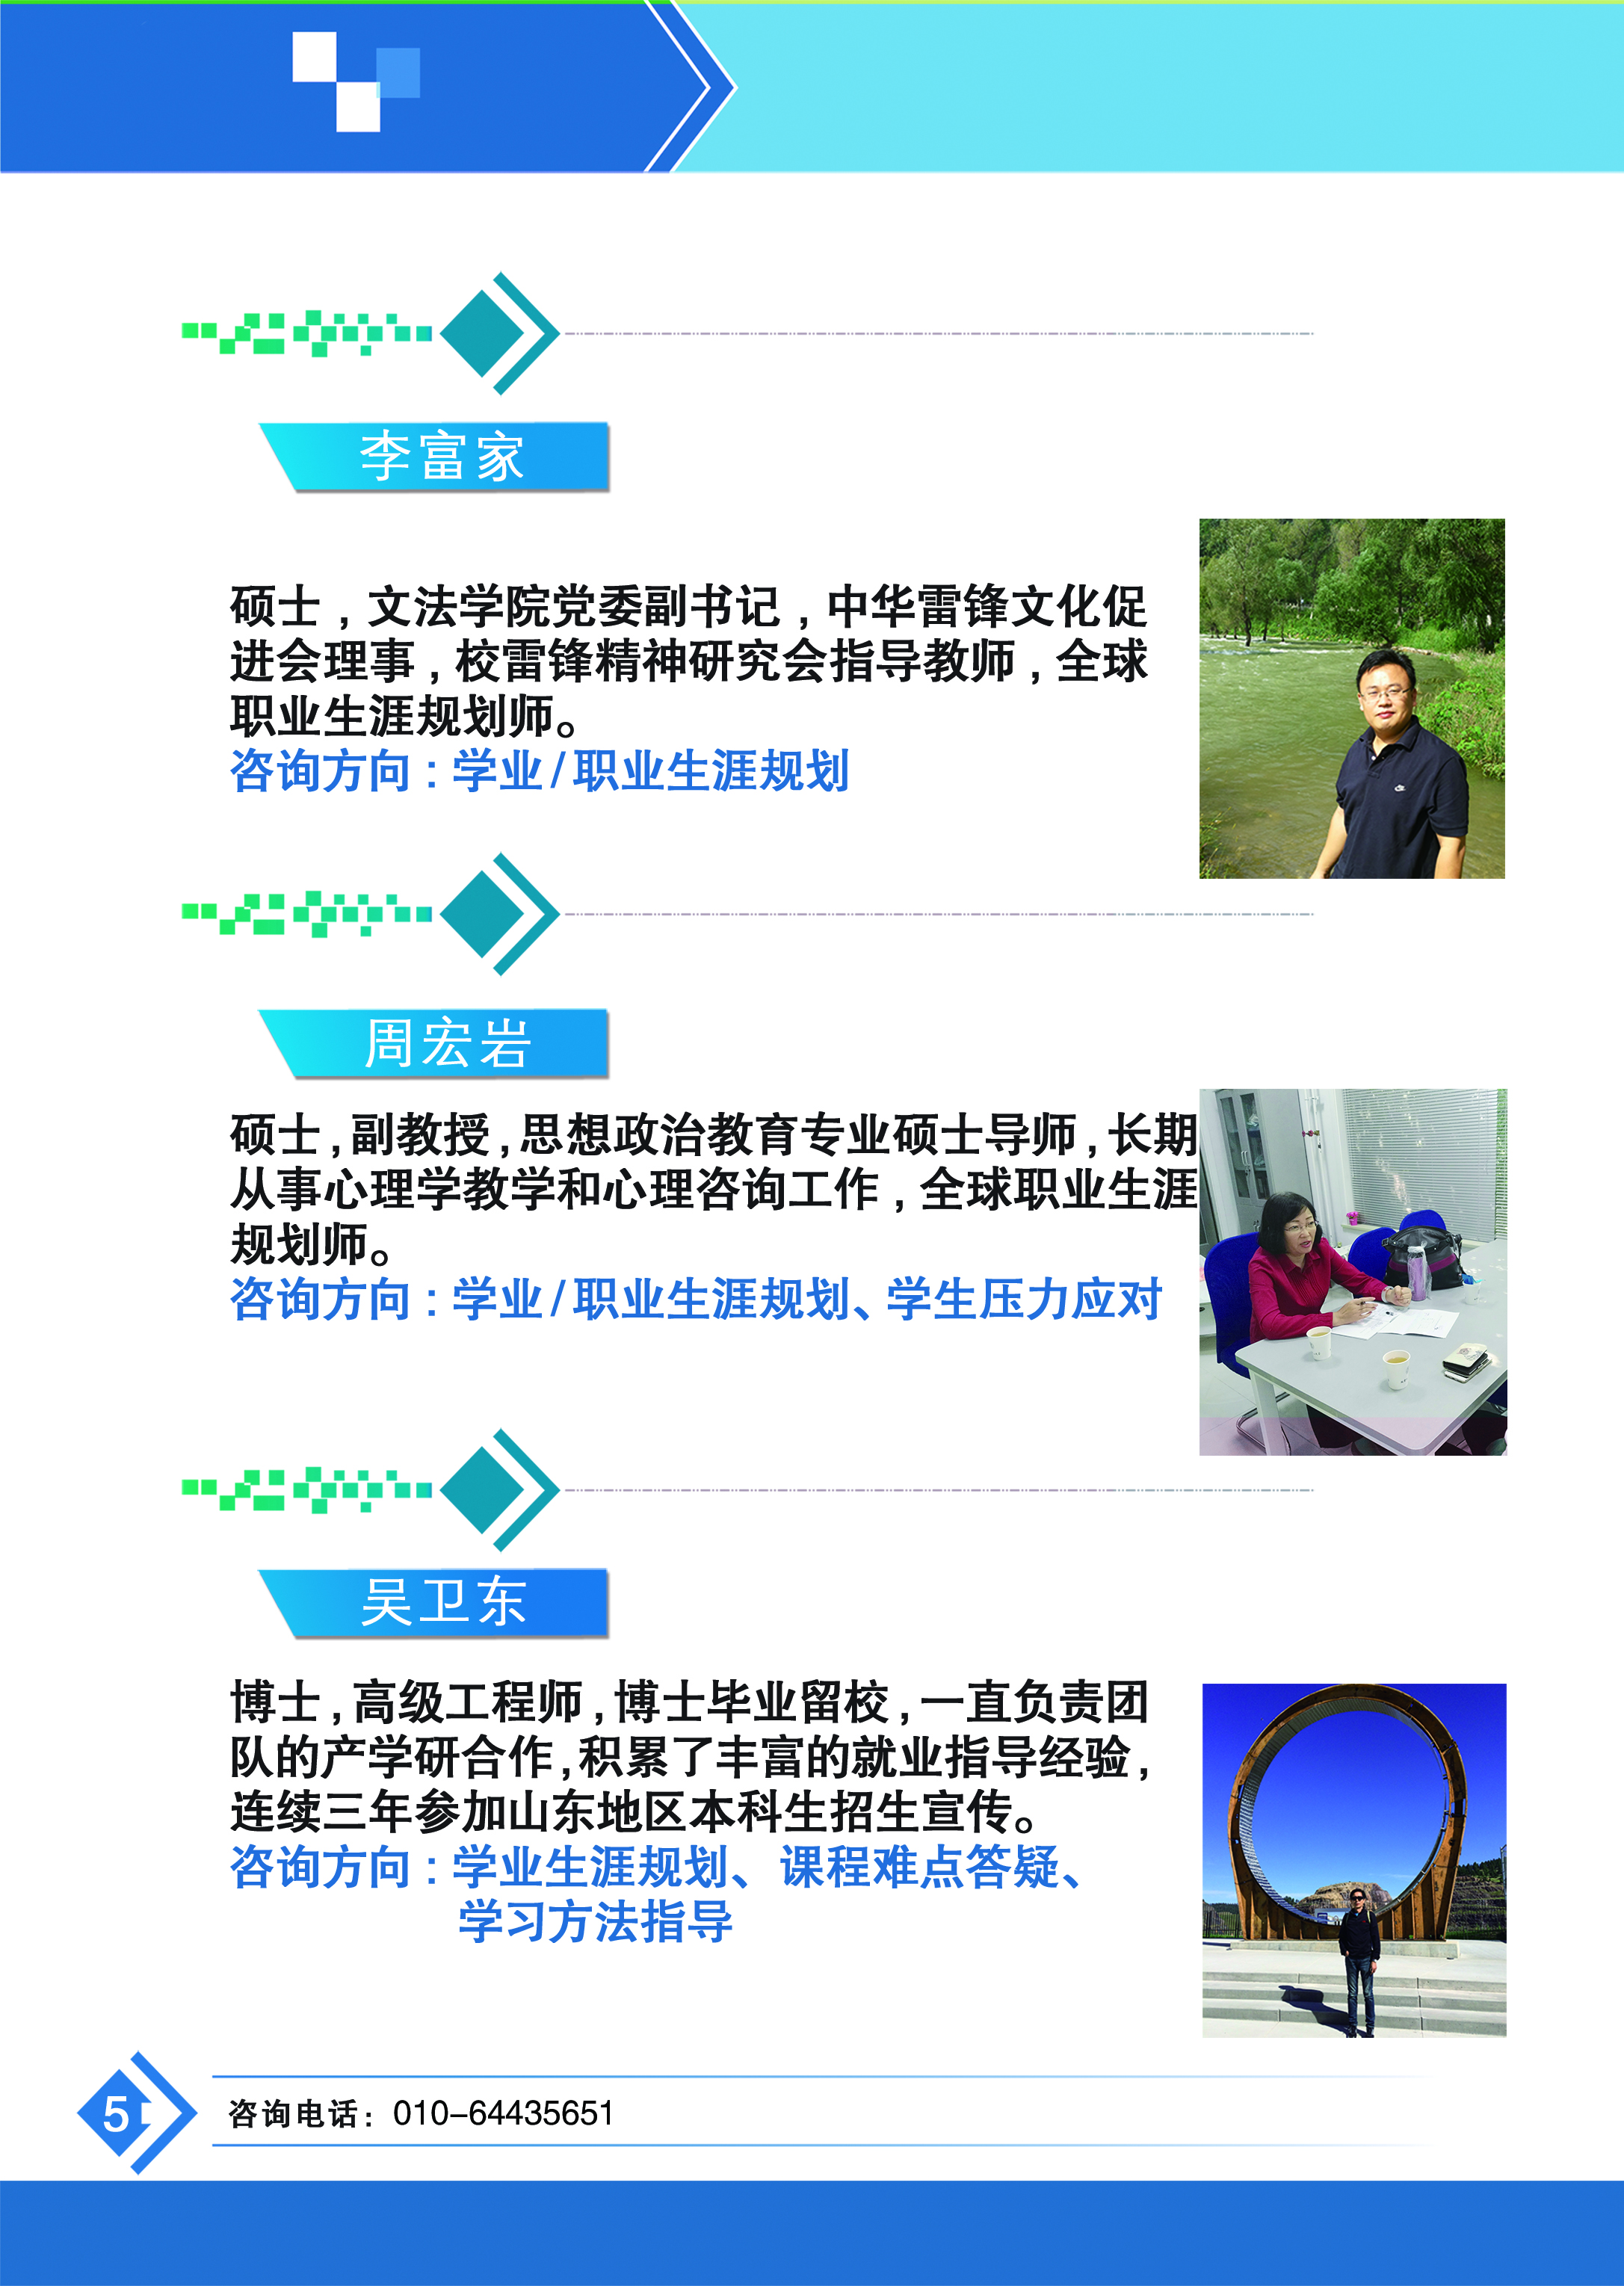 李富家
硕士，文法学院党委副书记，中华雷锋文化促
进会理事，校雷锋精神研究会指导教师，全球
职业生涯规划师。
咨询方向：学业/职业生涯规划
周宏岩
硕士，副教授，思想政治教育专业硕士导师，长期
从事心理学教学和心理咨询工作，全球职业生涯
规划师。
咨询方向：学业/职业生涯规划、学生压力应对
吴卫东
博士，高级工程师，博士毕业留校，一直负责团
队的产学研合作，积累了丰富的就业指导经验，
连续三年参加山东地区本科生招生宣传。
咨询方向：学业生涯规划、课程难点答疑、
学习方法指导
5
咨询电话：010-64435651